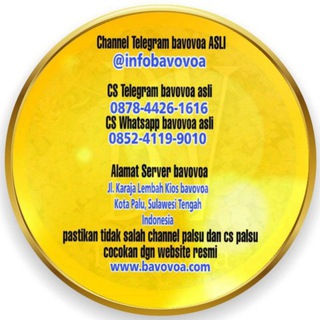 Channel Telegram bavovoa ASLI
@infobavovoa
CS Telegram bavovoa asli
0878-4426-1616
CS Whatsapp bavovoa asli
0852-4119-9010
Alamat Server bavovoa
Jl. Karaja Lembah Kios bavovoa
Kota Palu, Sulawesi Tengah
Indonesia
pastikan tidak salah channel palsu dan cs palsu
cocokan dgn website resmi
www.bavovoa.com